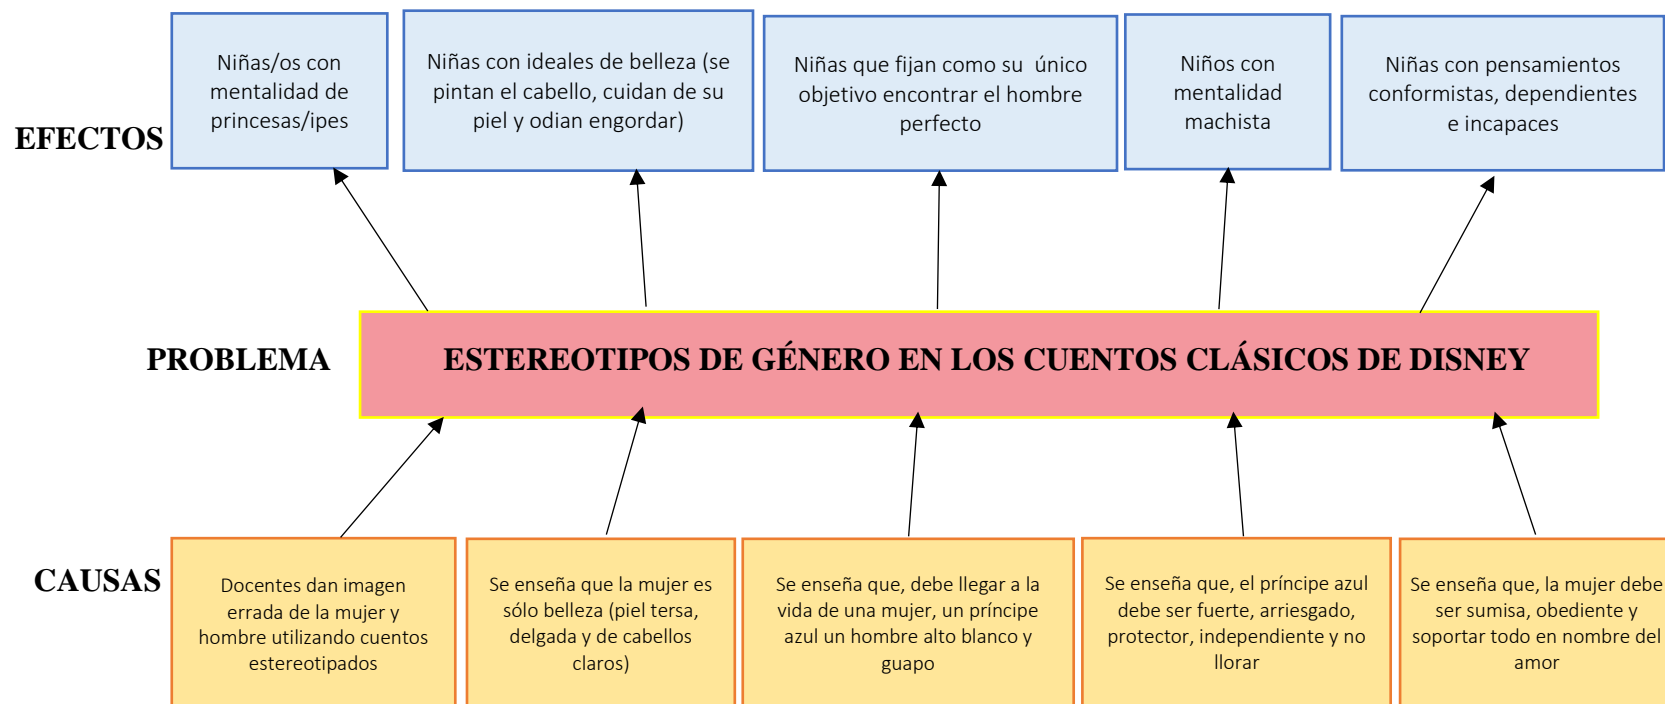 EFECTOS
Niñas/os con
mentalidad de
princesas/ipes
Niñas con ideales de belleza (se
pintan el cabello, cuidan de su
piel y odian engordar)
Niñas que fijan como su  único
objetivo encontrar el hombre
perfecto
Niños con
mentalidad
machista
Niñas con pensamientos
conformistas, dependientes
e incapaces
PROBLEMA
ESTEREOTIPOS DE GÉNERO EN LOS CUENTOS CLÁSICOS DE DISNEY
CAUSAS
Docentes dan imagen
errada de la mujer y
hombre utilizando cuentos
estereotipados
Se enseña que la mujer es
sólo belleza (piel tersa,
delgada y de cabellos
claros)
Se enseña que, debe llegar a la
vida de una mujer, un príncipe
azul un hombre alto blanco y
guapo
Se enseña que, el príncipe azul
debe ser fuerte, arriesgado,
protector, independiente y no
llorar
Se enseña que, la mujer debe
ser sumisa, obediente y
soportar todo en nombre del
amor